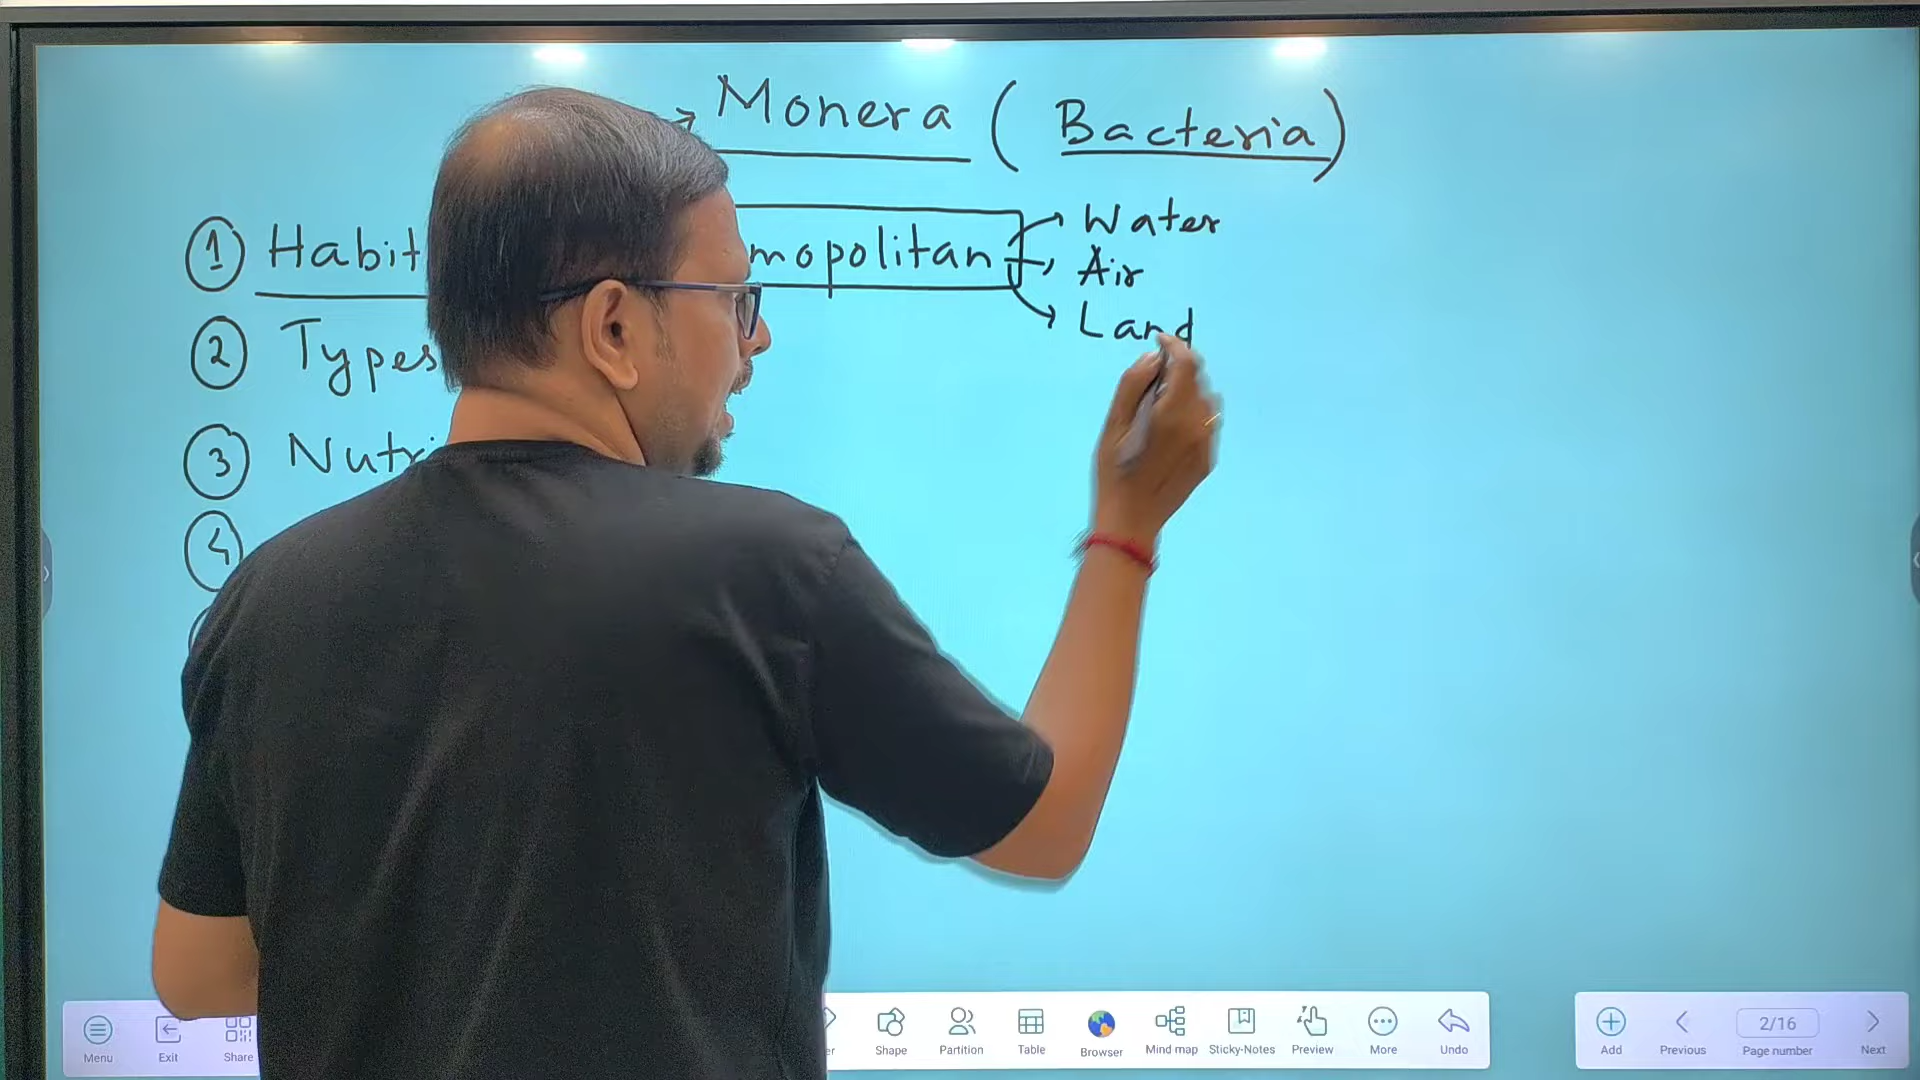 → Monera ( Bacteria )
① Habit mopolitan → Water
→ Air
→ Land
② Types
③ Nutri
④
Menu Exit Share Shape Partition Table Browser Mind map Sticky-Notes Preview More Undo Add Previous 2/16 Page number Next